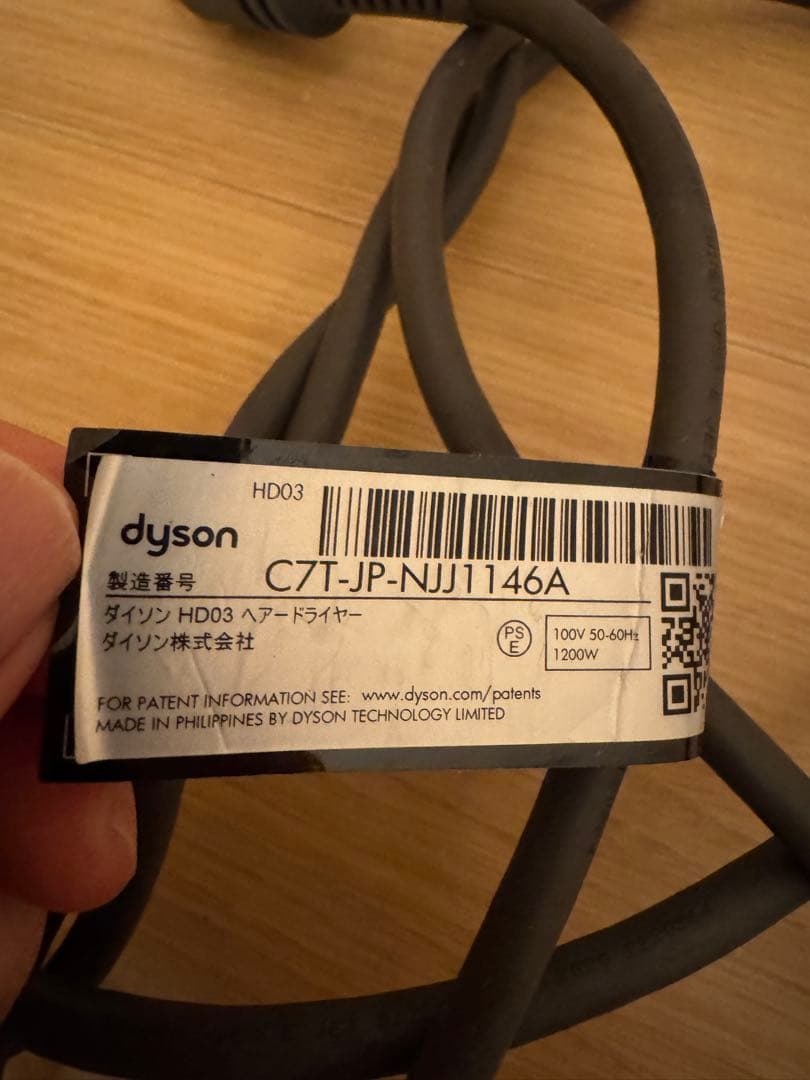 HD03
dyson
製造番号 C7T-JP-NJJ1146A
ダイソン HD03 ヘアードライヤー
ダイソン株式会社
PS
E
100V 50-60Hz
1200W
FOR PATENT INFORMATION SEE: www.dyson.com/patents
MADE IN PHILIPPINES BY DYSON TECHNOLOGY LIMITED